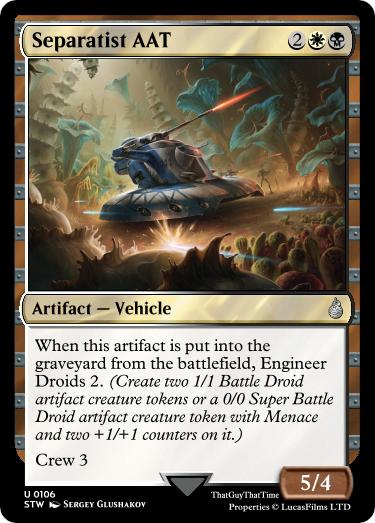 Separatist AAT 2
Artifact — Vehicle
When this artifact is put into the
graveyard from the battlefield, Engineer
Droids 2. (Create two 1/1 Battle Droid
artifact creature tokens or a 0/0 Super Battle
Droid artifact creature token with Menace
and two +1/+1 counters on it.)
Crew 3
5/4
U 0106
STW Sergey Glushakov
ThatGuyThatTime
Properties © LucasFilms LTD